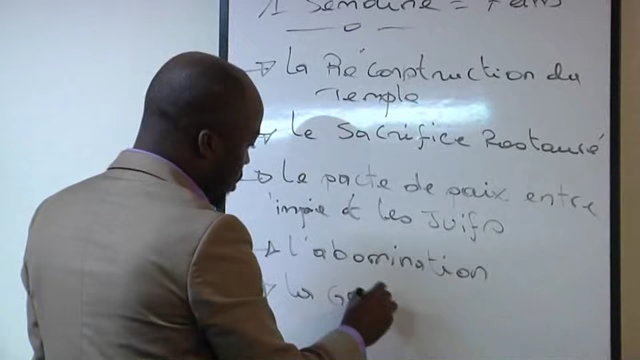 1 Semaine = 7 ans
La Réconstruction du
Temple
Le Sacrifice Restauré
Le pacte de paix entre
l'impie et les Juifs
l'abomination
La